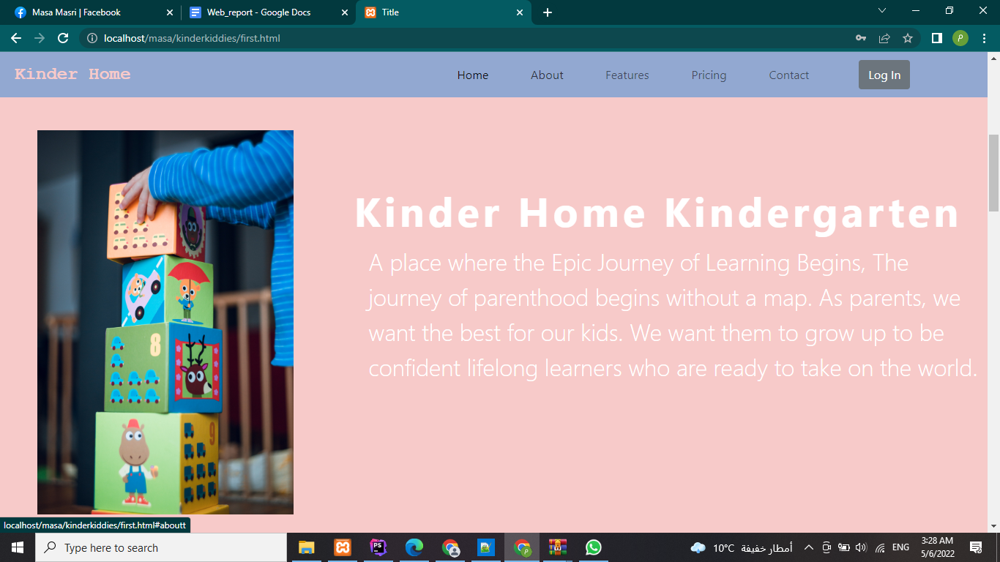 Masa Masri | Facebook
Web_report - Google Docs
Title
localhost/masa/kinderkiddies/first.html
P
Kinder Home
Home
About
Features
Pricing
Contact
Log In
8
9
Kinder Home Kindergarten
A place where the Epic Journey of Learning Begins, The
journey of parenthood begins without a map. As parents, we
want the best for our kids. We want them to grow up to be
confident lifelong learners who are ready to take on the world.
localhost/masa/kinderkiddies/first.html#aboutt
Type here to search
PS
10°C
أمطار خفيفة
ENG
3:28 AM
5/6/2022